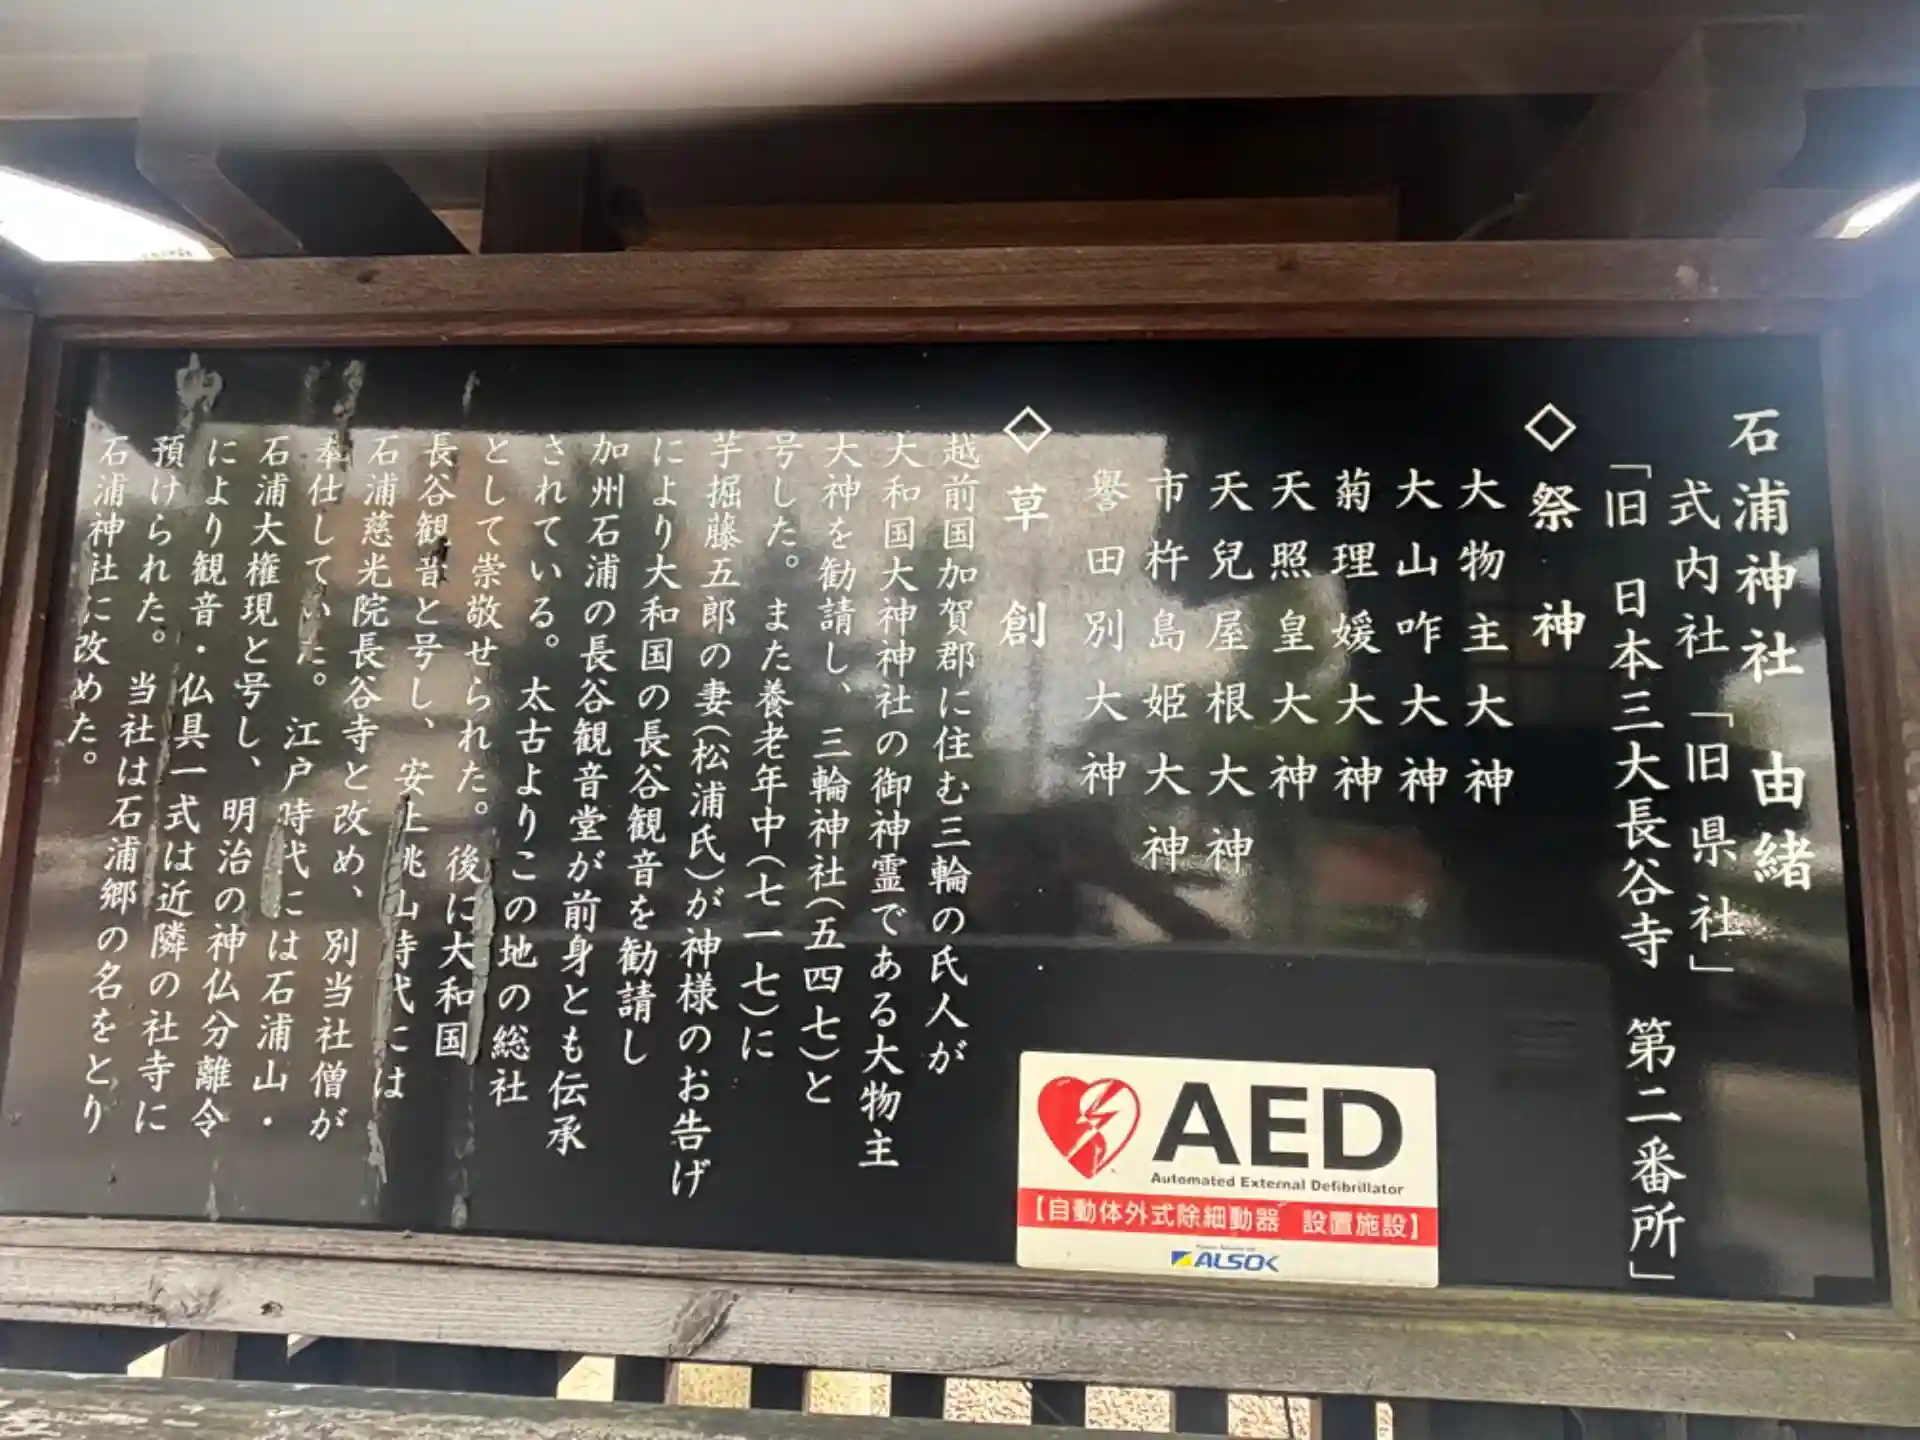 石浦神社 由緒
式内社「旧県社」
「旧 日本三大長谷寺 第二番所」
◇祭神
大物主大神
大山咋大神
菊理媛大神
天照皇大神
天兒屋根大神
市杵島姫大神
譽田別大神
◇草創
越前国加賀郡に住む三輪の氏人が
大和国大神神社の御神霊である大物主
大神を勧請し、三輪神社(五四七)と
号した。また養老年中(七一七)に
芋掘藤五郎の妻(松浦氏)が神様のお告げ
により大和国の長谷観音を勧請し
加州石浦の長谷観音堂が前身とも伝承
されている。太古よりこの地の総社
として崇敬せられた。後に大和国
長谷観音と号し、安土桃山時代には
石浦慈光院長谷寺と改め、別当社僧が
奉仕していた。江戸時代には石浦山・
石浦大権現と号し、明治の神仏分離令
により観音・仏具一式は近隣の社寺に
預けられた。当社は石浦郷の名をとり
石浦神社に改めた。
AED
Automated External Defibrillator
【自動体外式除細動器 設置施設】
ALSOK